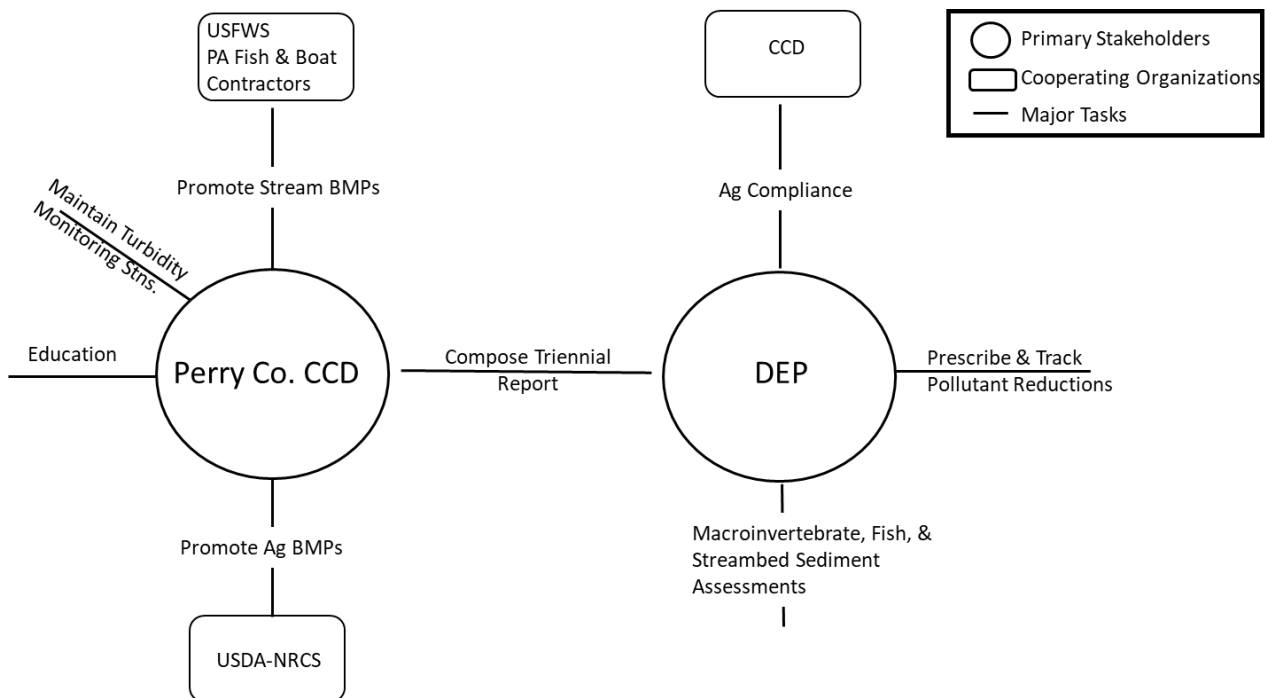 USFWS
PA Fish & Boat
Contractors
CCD
Primary Stakeholders
Cooperating Organizations
Major Tasks
Promote Stream BMPs
Ag Compliance
Maintain Turbidity
Monitoring Stns.
Education
Perry Co. CCD
Compose Triennial
Report
DEP
Prescribe & Track
Pollutant Reductions
Promote Ag BMPs
Macroinvertebrate, Fish, &
Streambed Sediment
Assessments
USDA-NRCS